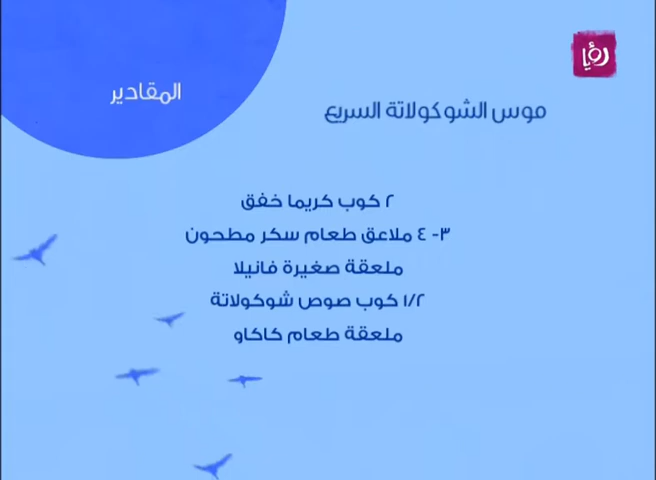 رؤيا
المقادير
موس الشوكولاتة السريع
٢ كوب كريما خفق
٣- ٤ ملاعق طعام سكر مطحون
ملعقة صغيرة فانيلا
١/٢ كوب صوص شوكولاتة
ملعقة طعام كاكاو